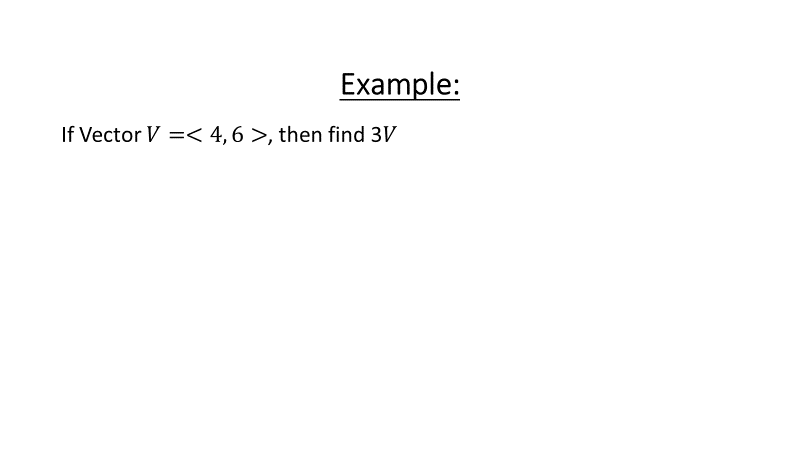 Example:
If Vector 𝑉 =< 4, 6 >, then find 3𝑉